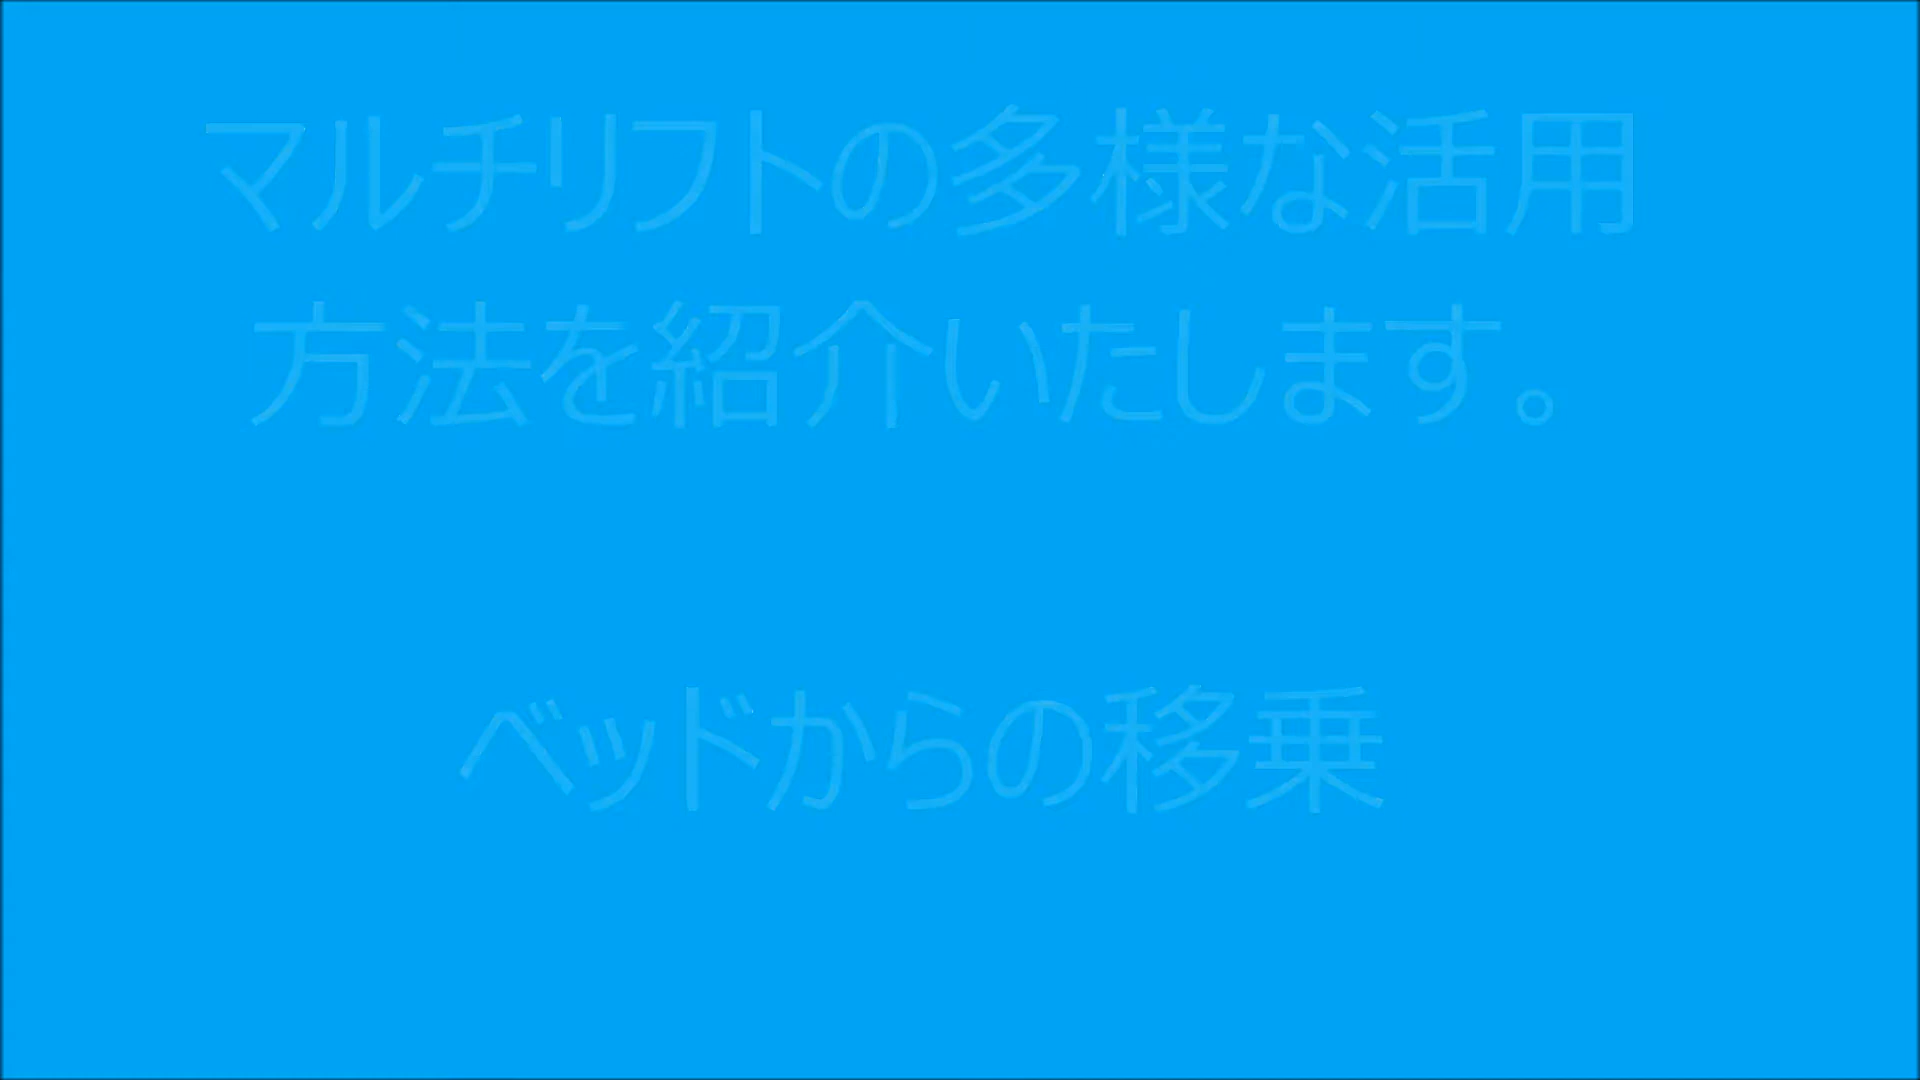 マルチリフトの多様な活用
方法を紹介いたします。
ベッドからの移乗